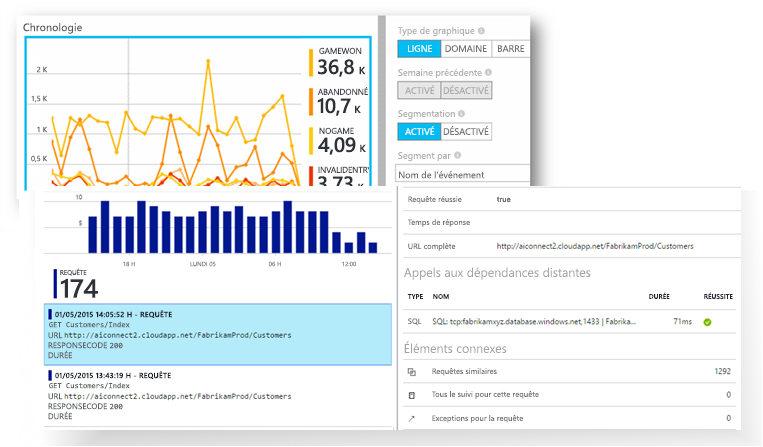 Chronologie
2 K
1,5 K
1 K
0,5 K
GAMEWON
36,8 K
ABANDONNÉ
10,7 K
NOGAME
4,09 K
INVALIDENTR
3,73 K
Type de graphique
LIGNE DOMAINE BARRE
Semaine précédente
ACTIVÉ DÉSACTIVÉ
Segmentation
ACTIVÉ DÉSACTIVÉ
Segment par
Nom de l'événement
10
18 H LUNDI 05 06 H 12:00
REQUÊTE
174
01/05/2015 14:05:52 H - REQUÊTE
GET Customers/Index
URL http://aiconnect2.cloudapp.net/FabrikamProd/Customers
RESPONSECODE 200
DURÉE
01/05/2015 13:43:19 H - REQUÊTE
GET Customers/Index
URL http://aiconnect2.cloudapp.net/FabrikamProd/Customers
RESPONSECODE 200
DURÉE
Requête réussie true
Temps de réponse
URL complète http://aiconnect2.cloudapp.net/FabrikamProd/Customers
Appels aux dépendances distantes
TYPE NOM DURÉE RÉUSSITE
SQL SQL: tcp:fabrikamxyz.database.windows.net,1433 | Fabrika... 71ms
Éléments connexes
Requêtes similaires 1292
Tous le suivi pour cette requête 0
Exceptions pour la requête 0